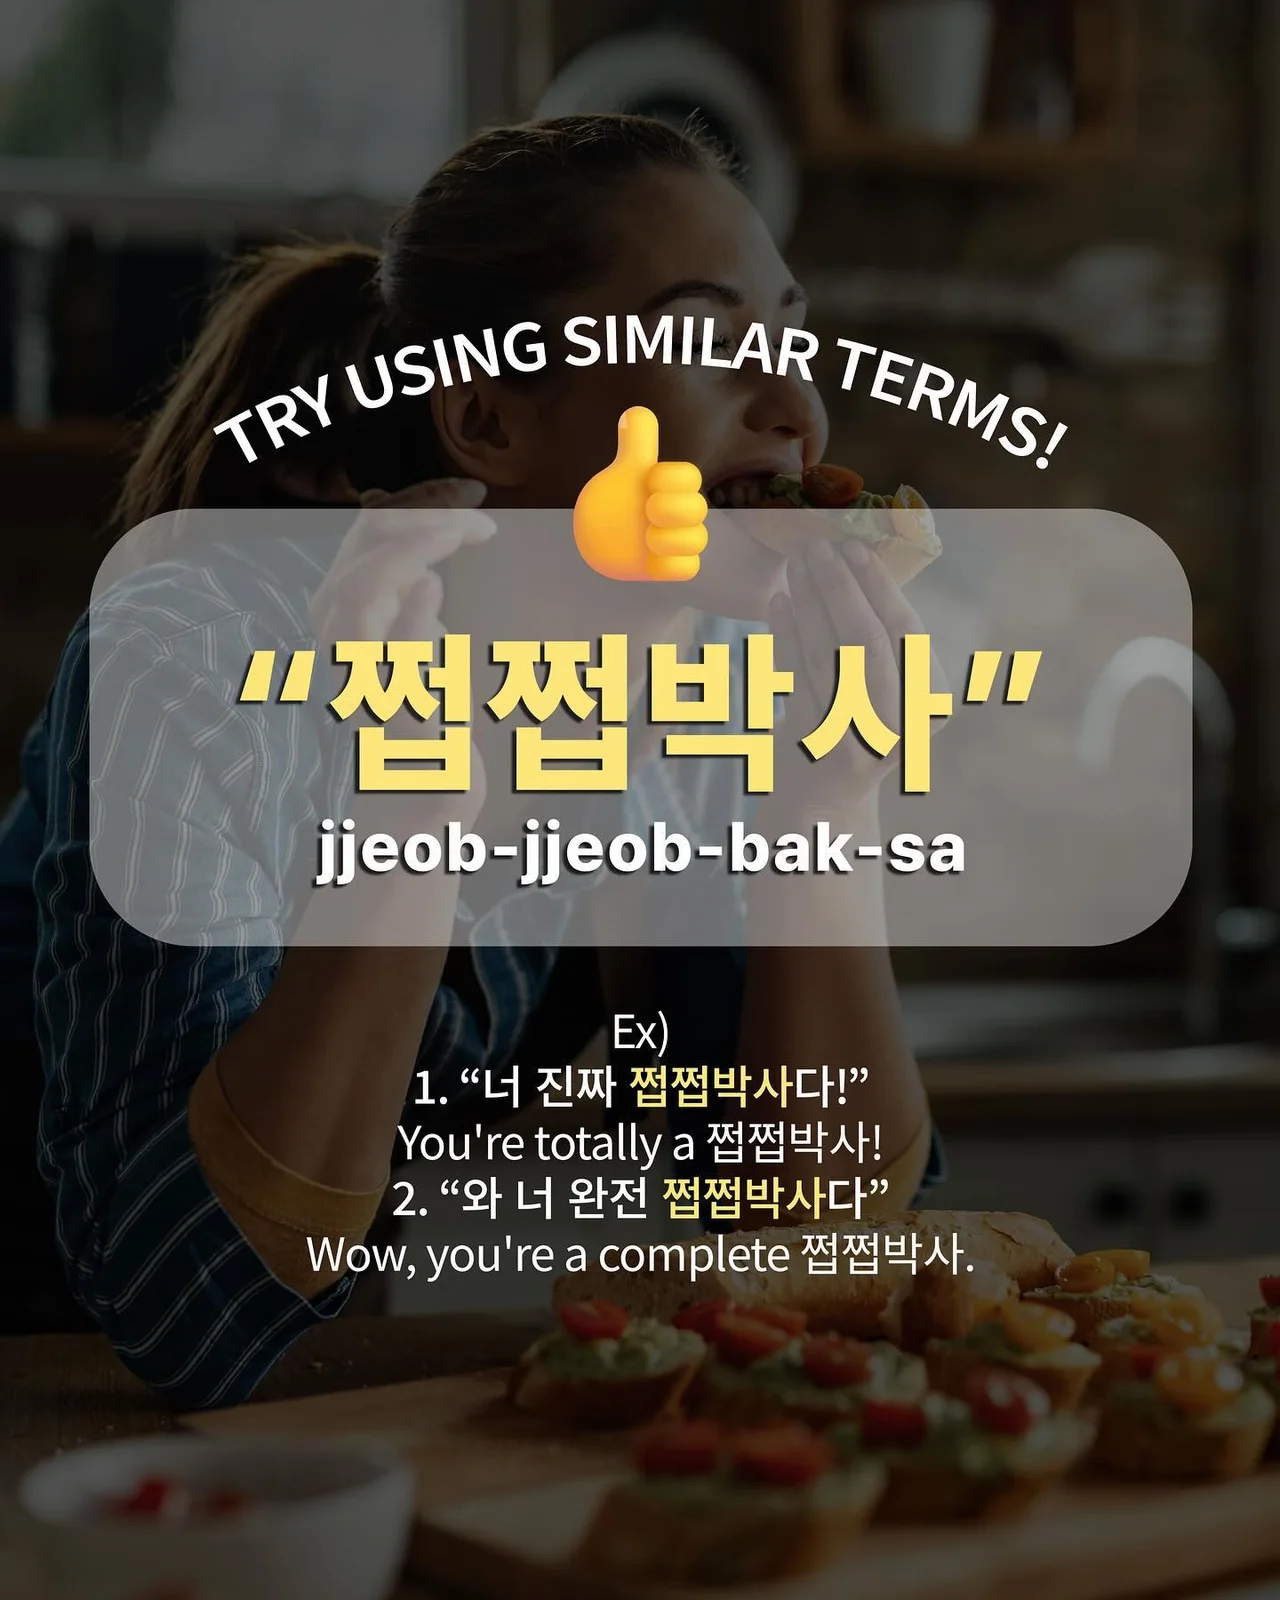 TRY USING SIMILAR TERMS!
“쩝쩝박사”
jjeob-jjeob-bak-sa
Ex)
1. “너 진짜 쩝쩝박사다!”
You're totally a 쩝쩝박사!
2. “와 너 완전 쩝쩝박사다”
Wow, you're a complete 쩝쩝박사.